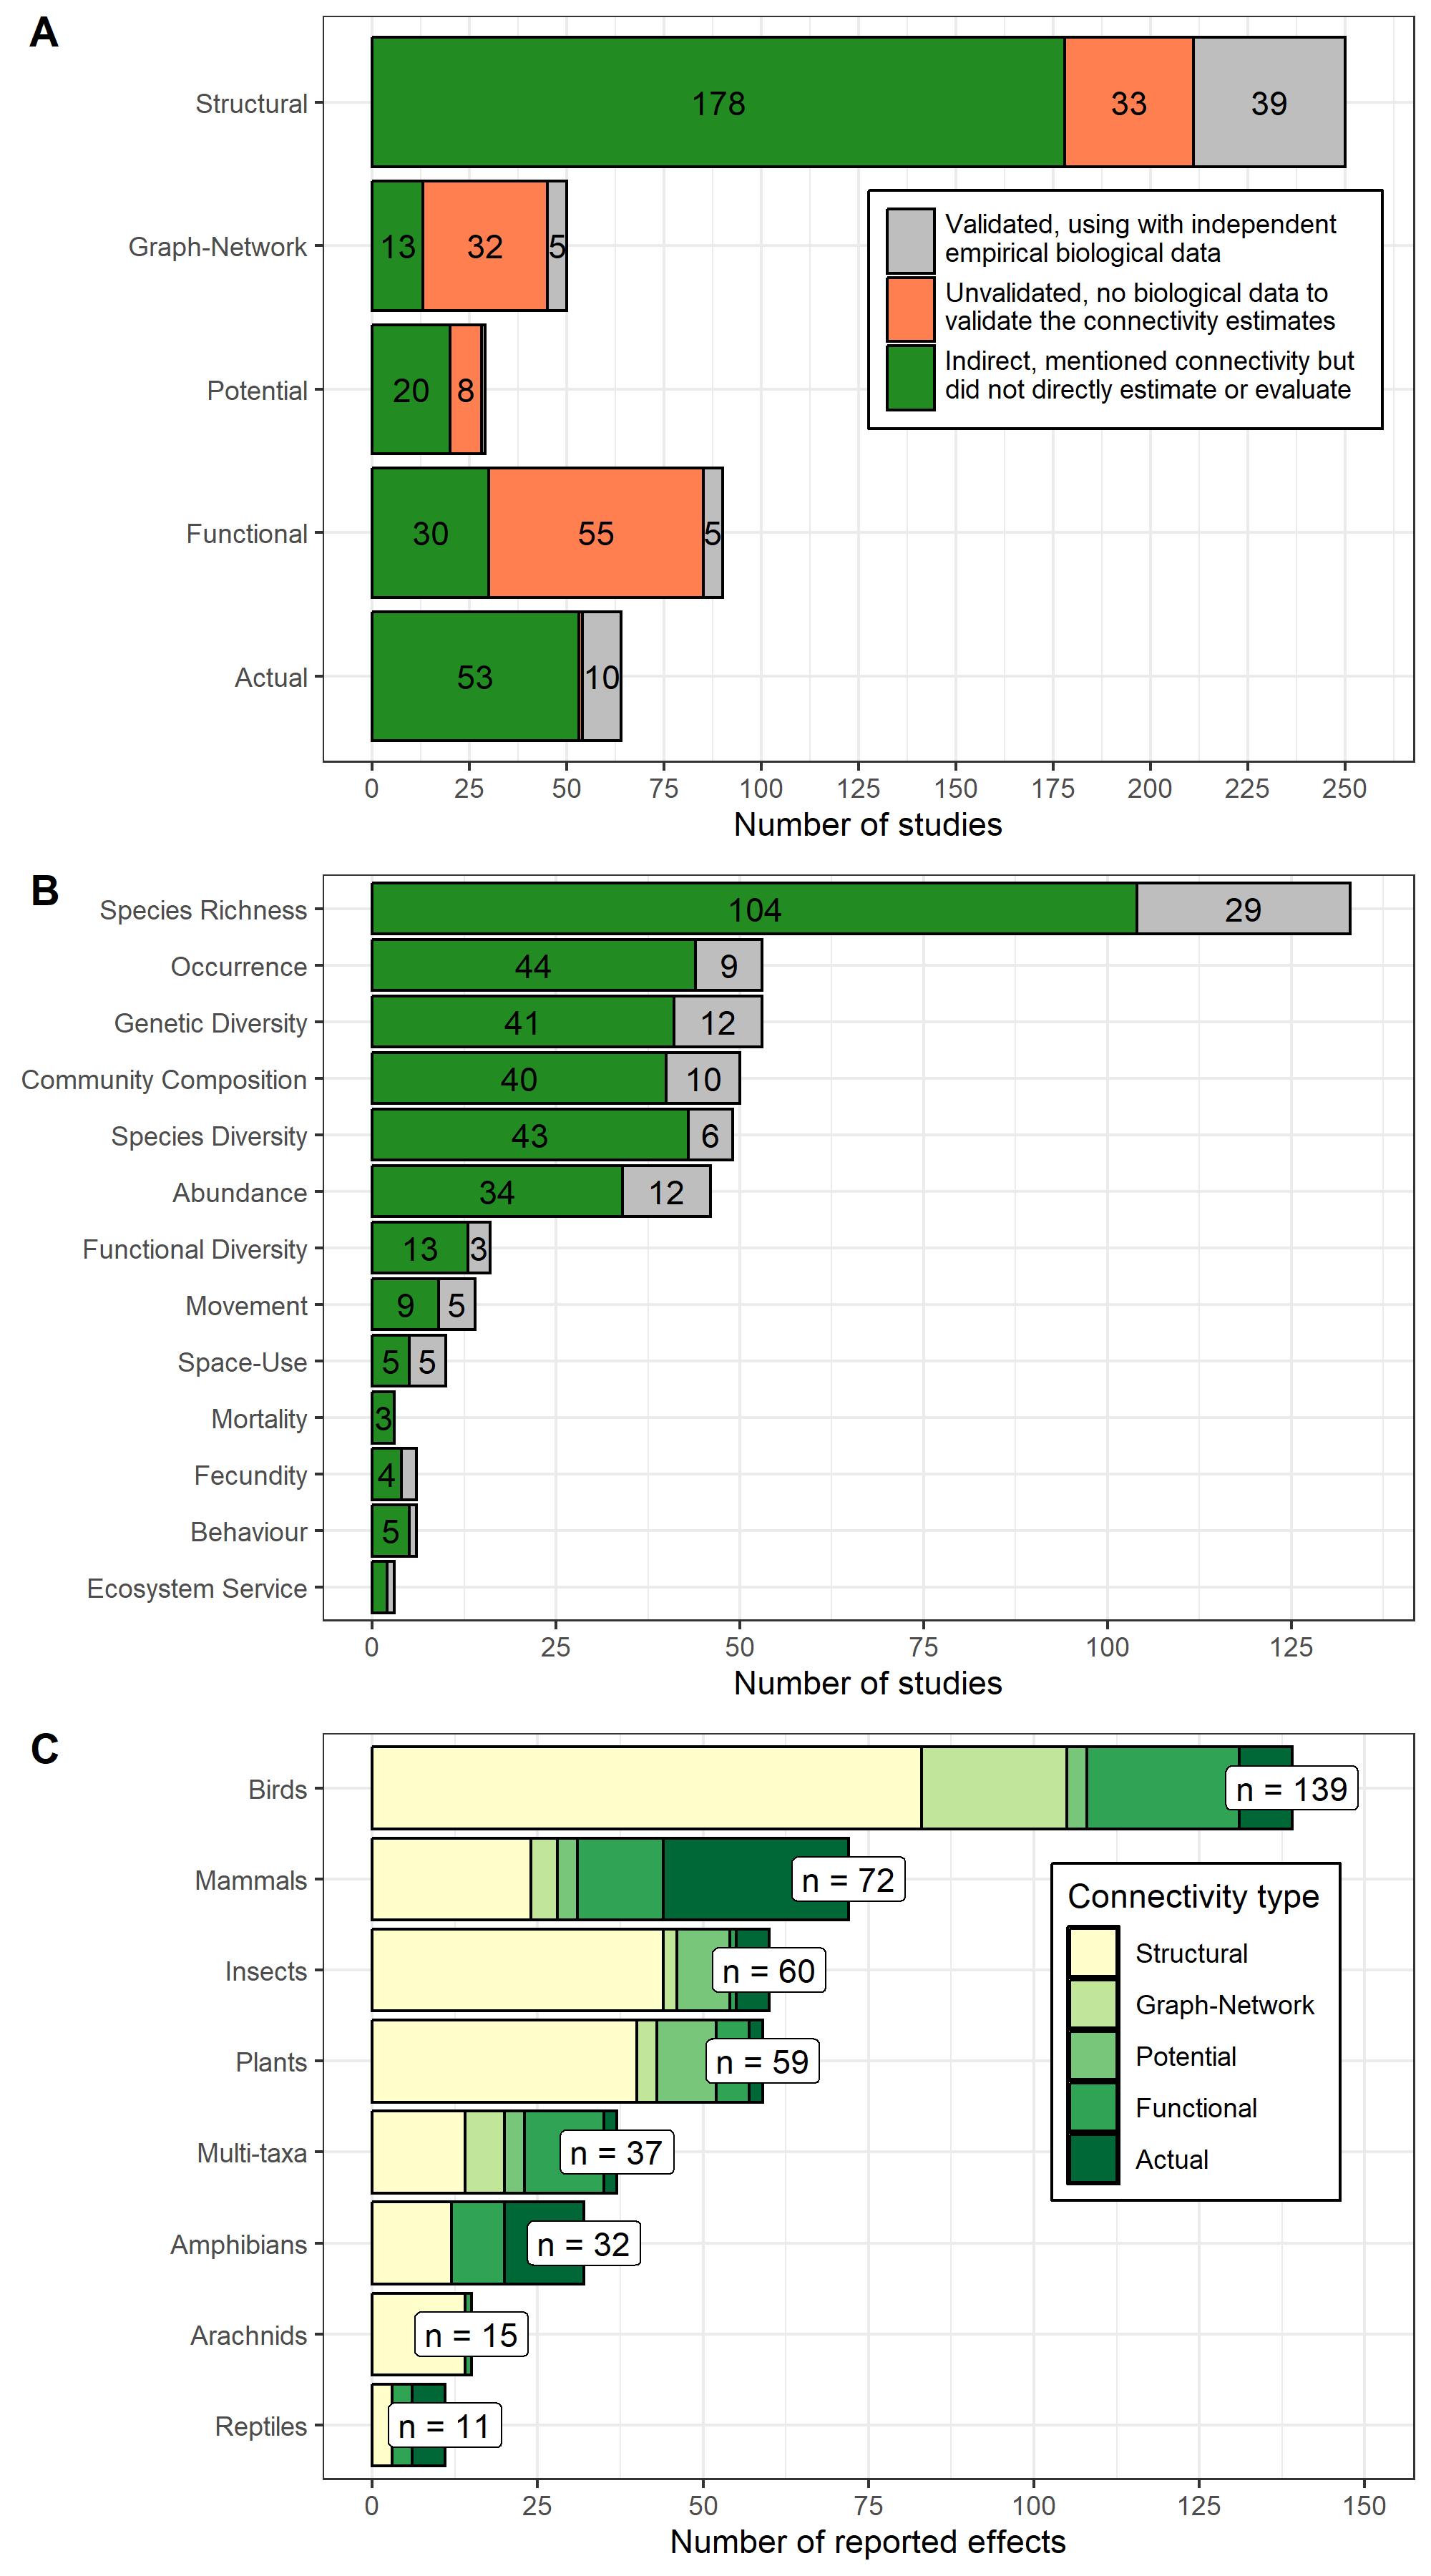 A
Structural
178
33
39
Graph-Network
13
32
5
Validated, using with independent
empirical biological data
Unvalidated, no biological data to
validate the connectivity estimates
Indirect, mentioned connectivity but
did not directly estimate or evaluate
Potential
20
8
Functional
30
55
5
Actual
53
10
0 25 50 75 100 125 150 175 200 225 250
Number of studies
B
Species Richness
104
29
Occurrence
44
9
Genetic Diversity
41
12
Community Composition
40
10
Species Diversity
43
6
Abundance
34
12
Functional Diversity
13
3
Movement
9
5
Space-Use
5
5
Mortality
3
Fecundity
4
Behaviour
5
Ecosystem Service
0 25 50 75 100 125
Number of studies
C
Birds
n = 139
Mammals
n = 72
Insects
n = 60
Plants
n = 59
Multi-taxa
n = 37
Amphibians
n = 32
Arachnids
n = 15
Reptiles
n = 11
Connectivity type
Structural
Graph-Network
Potential
Functional
Actual
0 25 50 75 100 125 150
Number of reported effects